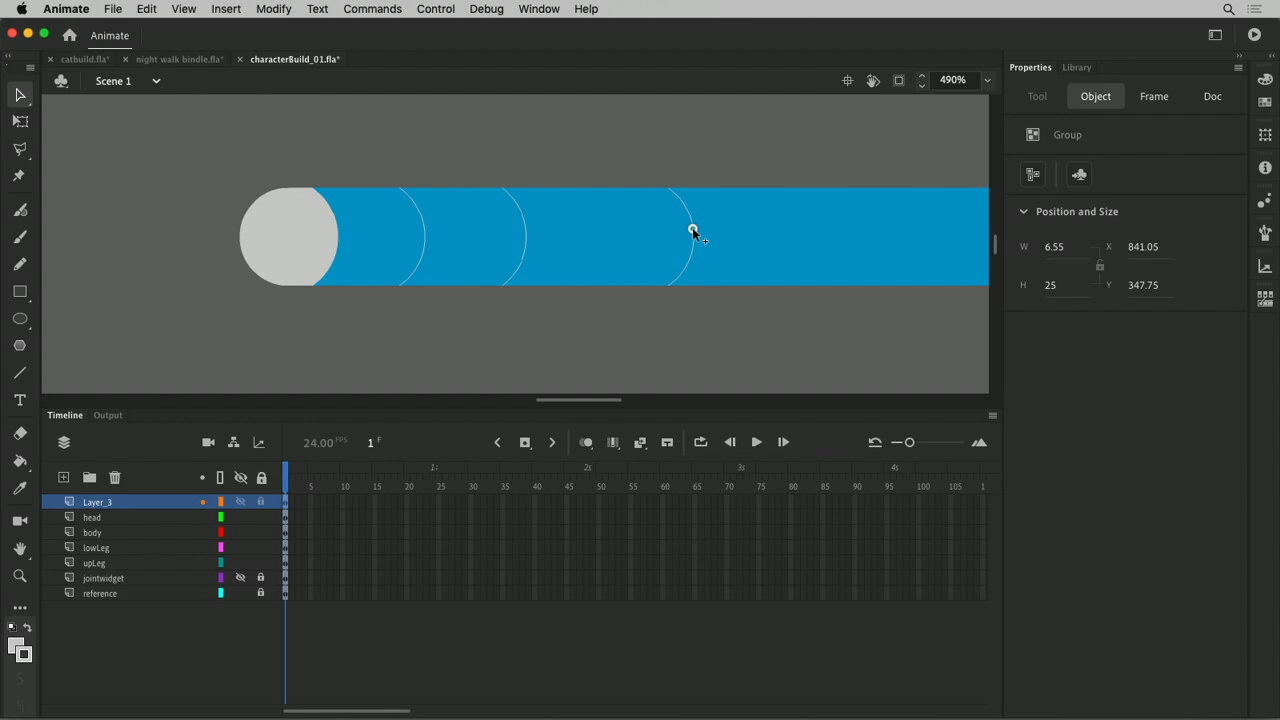 Animate File Edit View Insert Modify Text Commands Control Debug Window Help
Animate
catbuild.fla* night walk bindle.fla* characterBuild_01.fla*
Scene 1 490%
Properties Library
Tool Object Frame Doc
Group
Position and Size
W 6.55 X 841.05
H 25 Y 347.75
Timeline Output
24.00 FPS 1 F
1s 2s 3s 4s
5 10 15 20 25 30 35 40 45 50 55 60 65 70 75 80 85 90 95 100 105 1
Layer_3
head
body
lowLeg
upLeg
jointwidget
reference
T